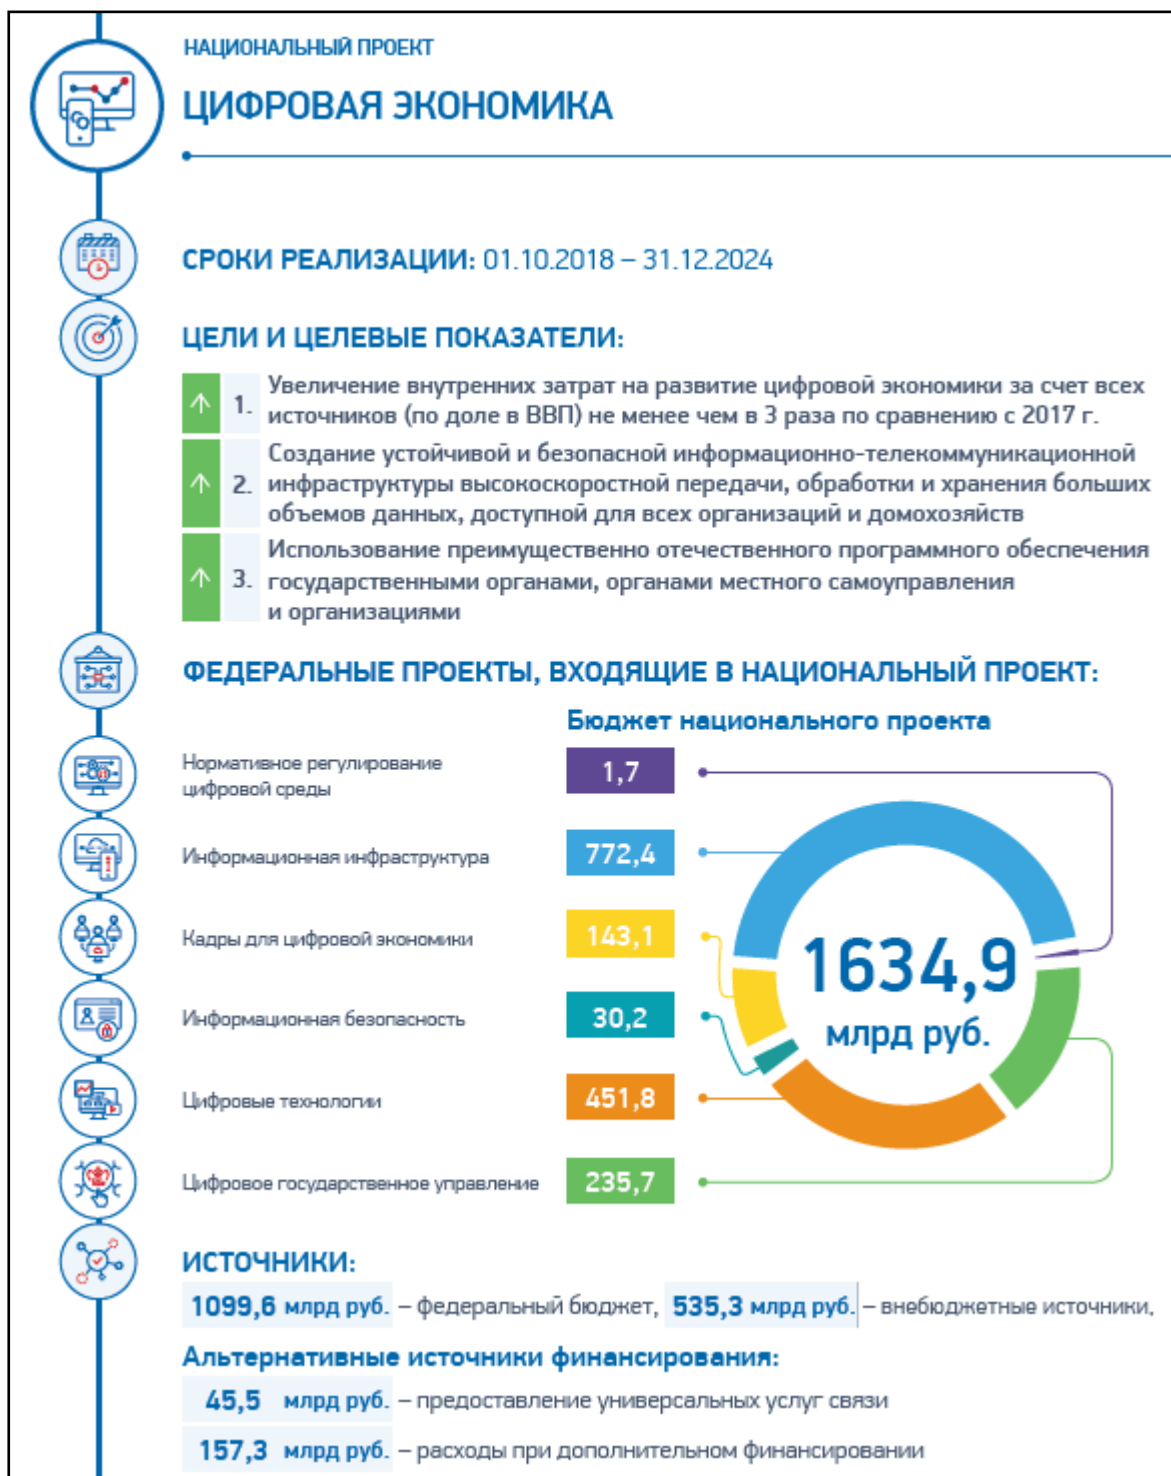 НАЦИОНАЛЬНЫЙ ПРОЕКТ
ЦИФРОВАЯ ЭКОНОМИКА
СРОКИ РЕАЛИЗАЦИИ: 01.10.2018 – 31.12.2024
ЦЕЛИ И ЦЕЛЕВЫЕ ПОКАЗАТЕЛИ:
1. Увеличение внутренних затрат на развитие цифровой экономики за счет всех
источников (по доле в ВВП) не менее чем в 3 раза по сравнению с 2017 г.
2. Создание устойчивой и безопасной информационно-телекоммуникационной
инфраструктуры высокоскоростной передачи, обработки и хранения больших
объемов данных, доступной для всех организаций и домохозяйств
3. Использование преимущественно отечественного программного обеспечения
государственными органами, органами местного самоуправления
и организациями
ФЕДЕРАЛЬНЫЕ ПРОЕКТЫ, ВХОДЯЩИЕ В НАЦИОНАЛЬНЫЙ ПРОЕКТ:
Бюджет национального проекта
Нормативное регулирование
цифровой среды
1,7
Информационная инфраструктура
772,4
Кадры для цифровой экономики
143,1
Информационная безопасность
30,2
Цифровые технологии
451,8
Цифровое государственное управление
235,7
1634,9
млрд руб.
ИСТОЧНИКИ:
1099,6 млрд руб. – федеральный бюджет, 535,3 млрд руб. – внебюджетные источники,
Альтернативные источники финансирования:
45,5 млрд руб. – предоставление универсальных услуг связи
157,3 млрд руб. – расходы при дополнительном финансировании